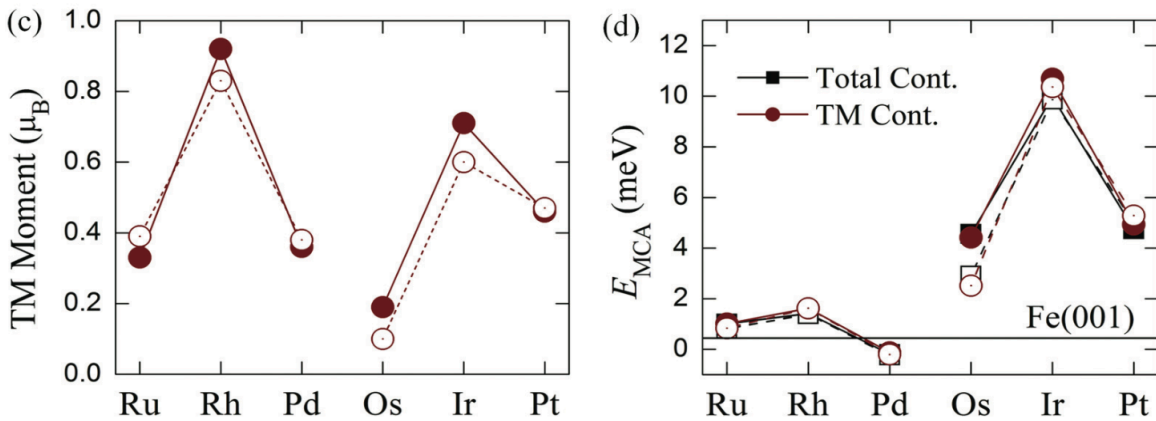 (c)
TM Moment (μB)
1.0
0.8
0.6
0.4
0.2
0.0
Ru Rh Pd Os Ir Pt
(d)
EMCA (meV)
12
10
8
6
4
2
0
Total Cont.
TM Cont.
Fe(001)
Ru Rh Pd Os Ir Pt